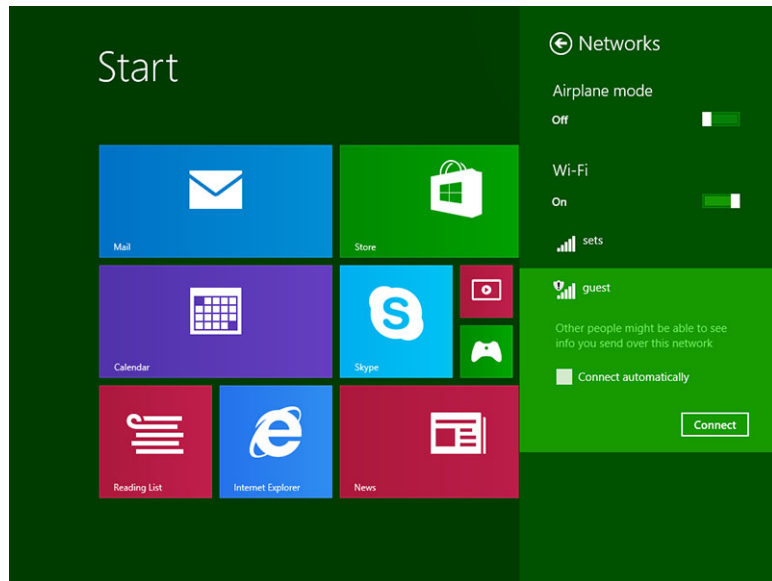 Start
Mail
Store
Calendar
Skype
Reading List
Internet Explorer
News
Networks
Airplane mode
Off
Wi-Fi
On
sets
guest
Other people might be able to see
info you send over this network
Connect automatically
Connect